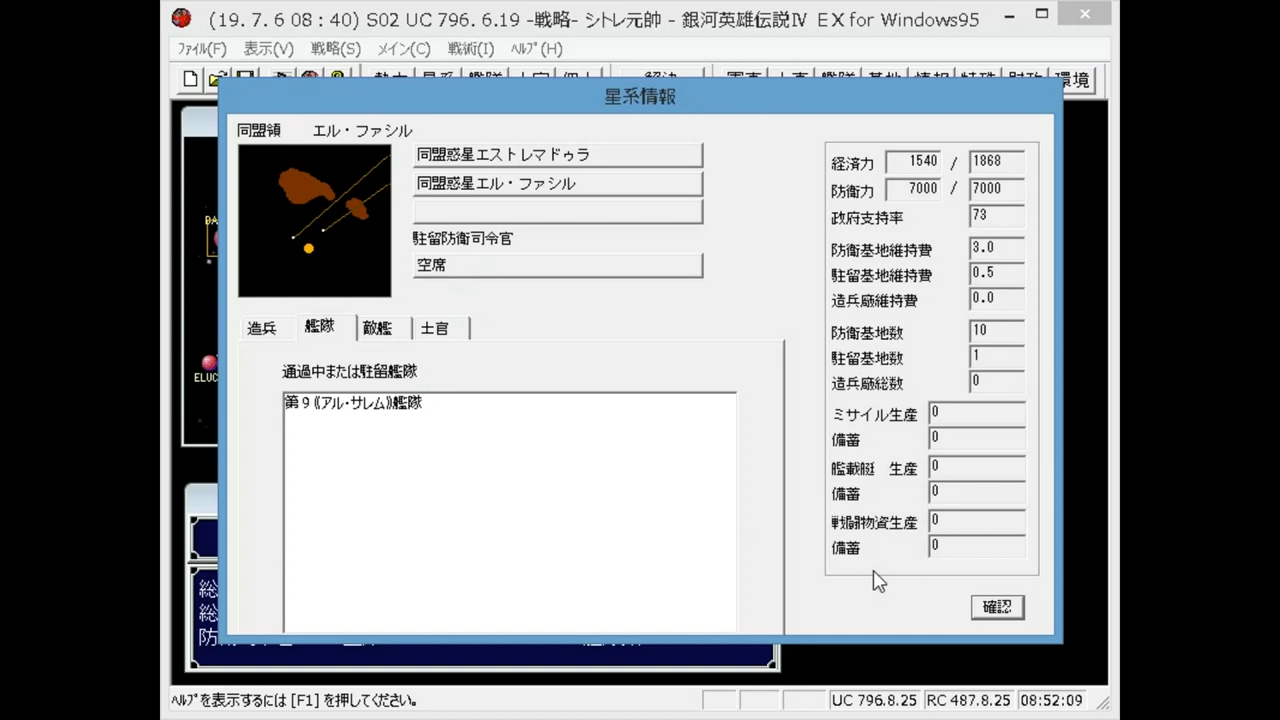 (19. 7. 6 08 : 40) S02 UC 796. 6.19 -戦略- シトレ元帥 - 銀河英雄伝説Ⅳ EX for Windows95
ﾌｧｲﾙ(F) 表示(V) 戦略(S) メイン(C) 戦術(I) ﾍﾙﾌﾟ(H)
環境
星系情報
同盟領 エル・ファシル
同盟惑星エストレマドゥラ
同盟惑星エル・ファシル
駐留防衛司令官
空席
経済力 1540 / 1868
防衛力 7000 / 7000
政府支持率 73
防衛基地維持費 3.0
駐留基地維持費 0.5
造兵廠維持費 0.0
防衛基地数 10
駐留基地数 1
造兵廠総数 0
ミサイル生産 0
備蓄 0
艦載艇 生産 0
備蓄 0
戦闘物資生産 0
備蓄 0
造兵 艦隊 敵艦 士官
通過中または駐留艦隊
第９《アル・サレム》艦隊
確認
ELUC
総
総
防
ﾍﾙﾌﾟを表示するには [F1] を押してください。
UC 796.8.25 RC 487.8.25 08:52:09